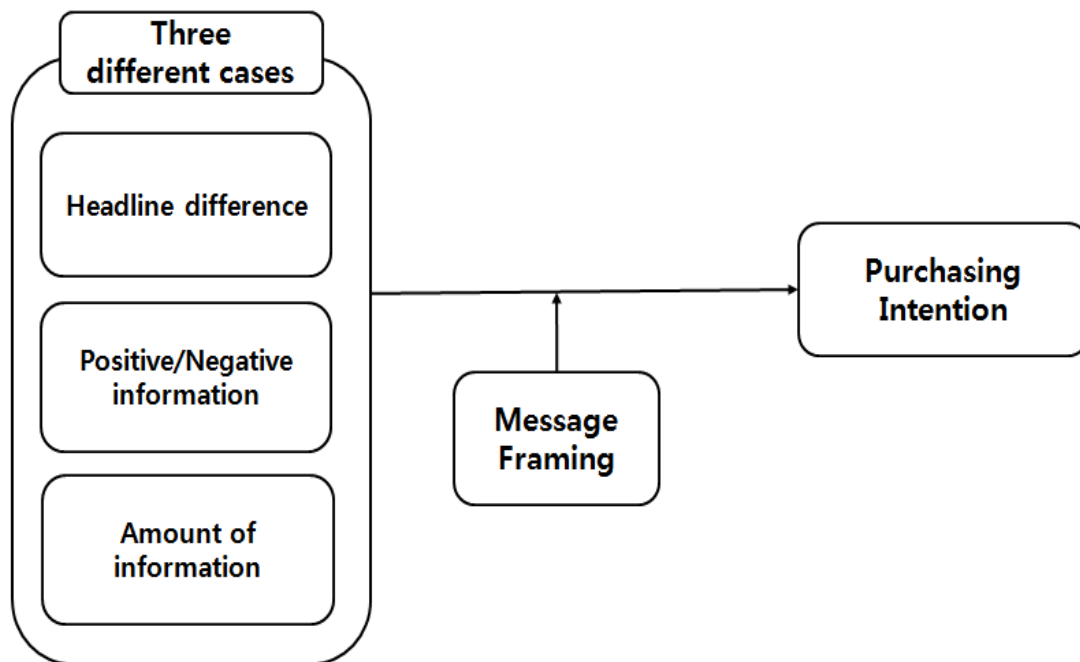 Three
different cases
Headline difference
Positive/Negative
information
Amount of
information
Message
Framing
Purchasing
Intention